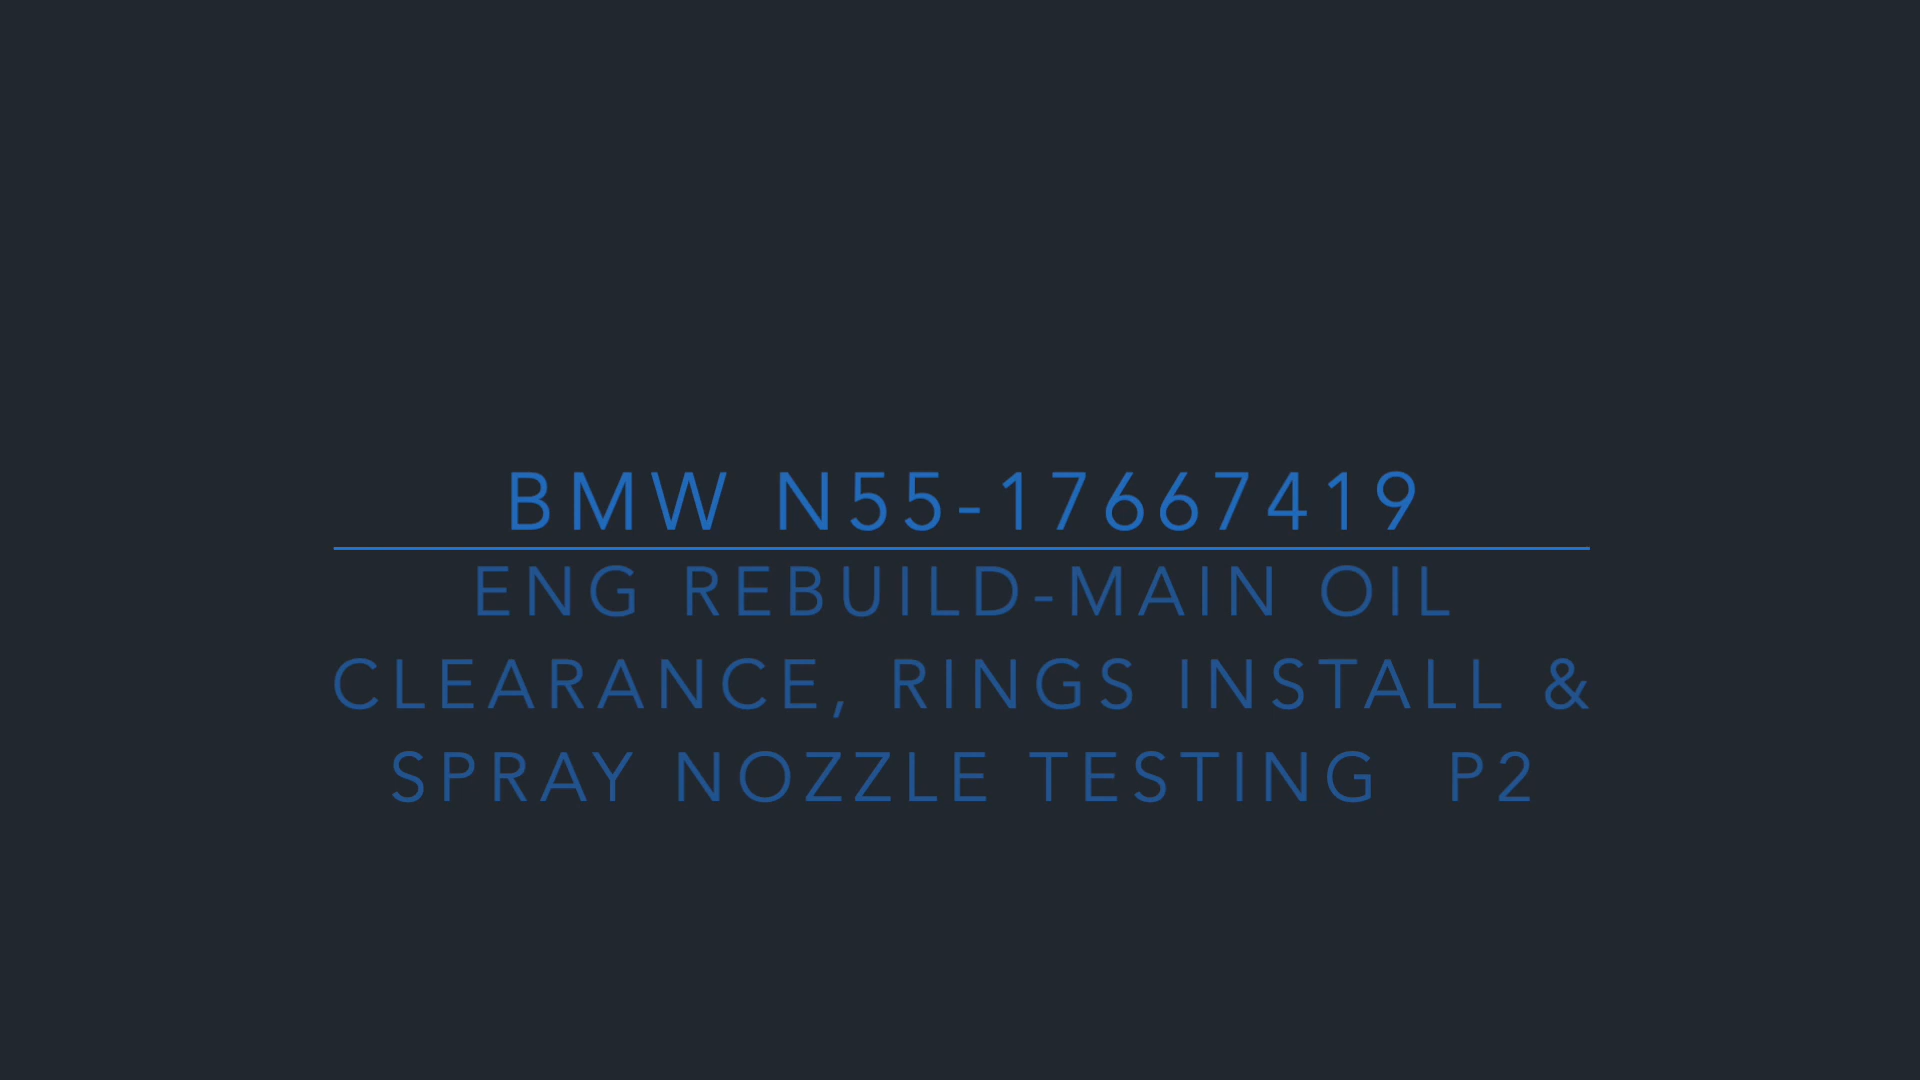 BMW N55-17667419
ENG REBUILD-MAIN OIL
CLEARANCE, RINGS INSTALL &
SPRAY NOZZLE TESTING  P2